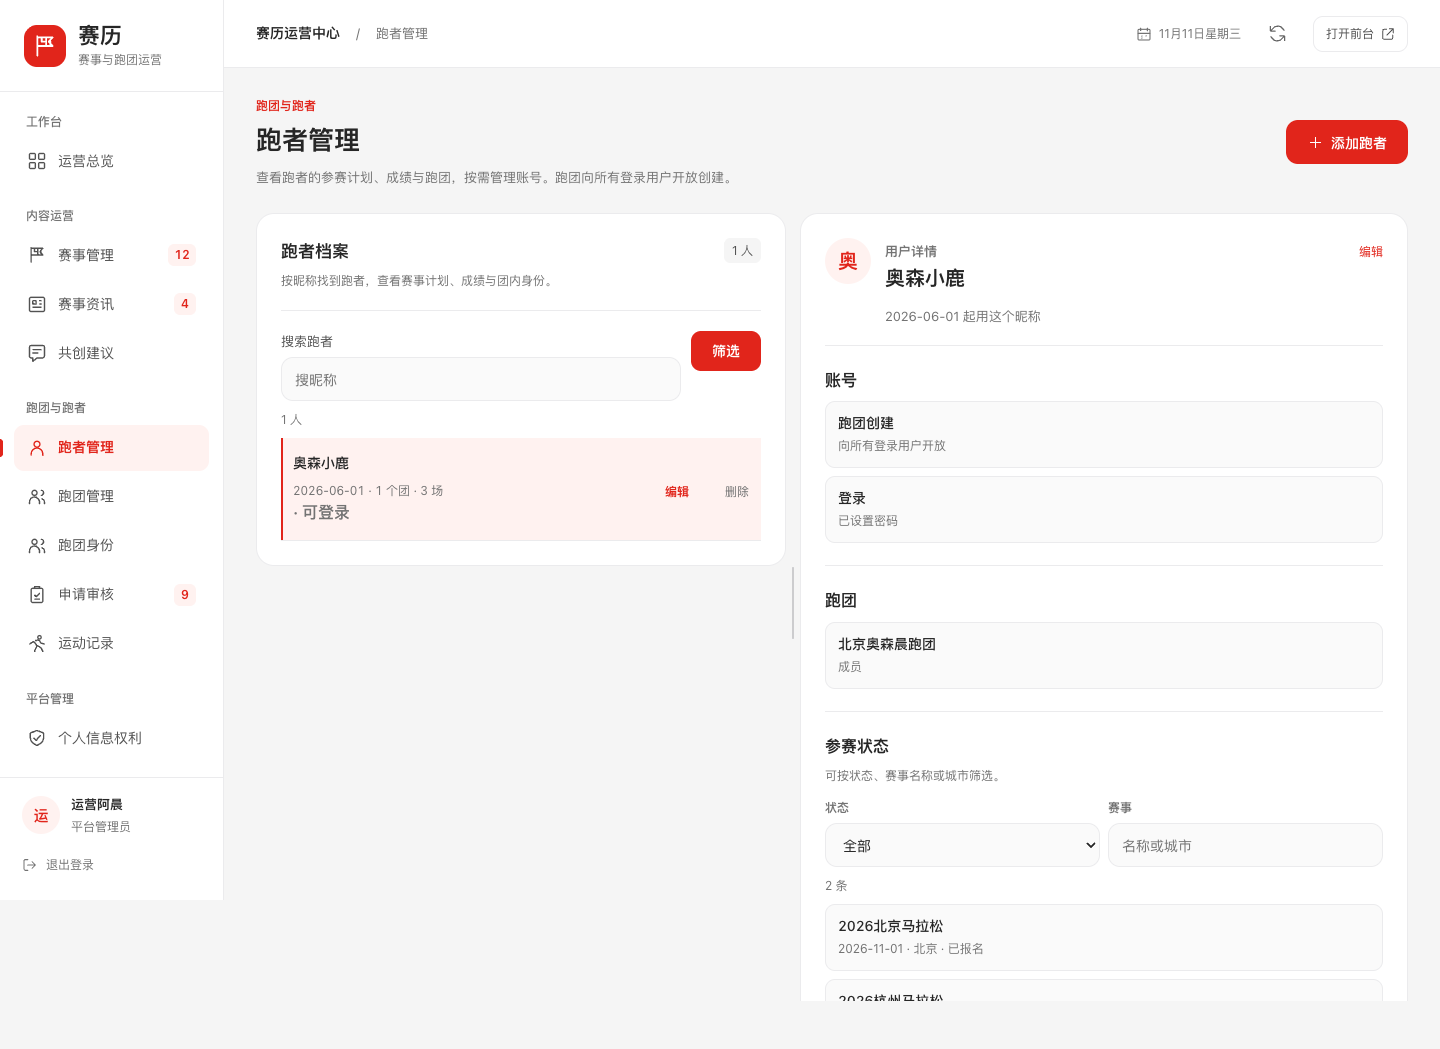 赛历
赛事与跑团运营
工作台
运营总览
内容运营
赛事管理 12
赛事资讯 4
共创建议
跑团与跑者
跑者管理
跑团管理
跑团身份
申请审核 9
运动记录
平台管理
个人信息权利
运
运营阿晨
平台管理员
退出登录
赛历运营中心 / 跑者管理
11月11日星期三
打开前台
跑团与跑者
跑者管理
查看跑者的参赛计划、成绩与跑团，按需管理账号。跑团向所有登录用户开放创建。
添加跑者
跑者档案
1 人
按昵称找到跑者，查看赛事计划、成绩与团内身份。
搜索跑者
搜昵称
筛选
1 人
奥森小鹿
2026-06-01 · 1 个团 · 3 场
· 可登录
编辑
删除
奥
用户详情
奥森小鹿
编辑
2026-06-01 起用这个昵称
账号
跑团创建
向所有登录用户开放
登录
已设置密码
跑团
北京奥森晨跑团
成员
参赛状态
可按状态、赛事名称或城市筛选。
状态
全部
赛事
名称或城市
2 条
2026北京马拉松
2026-11-01 · 北京 · 已报名
2026杭州马拉松